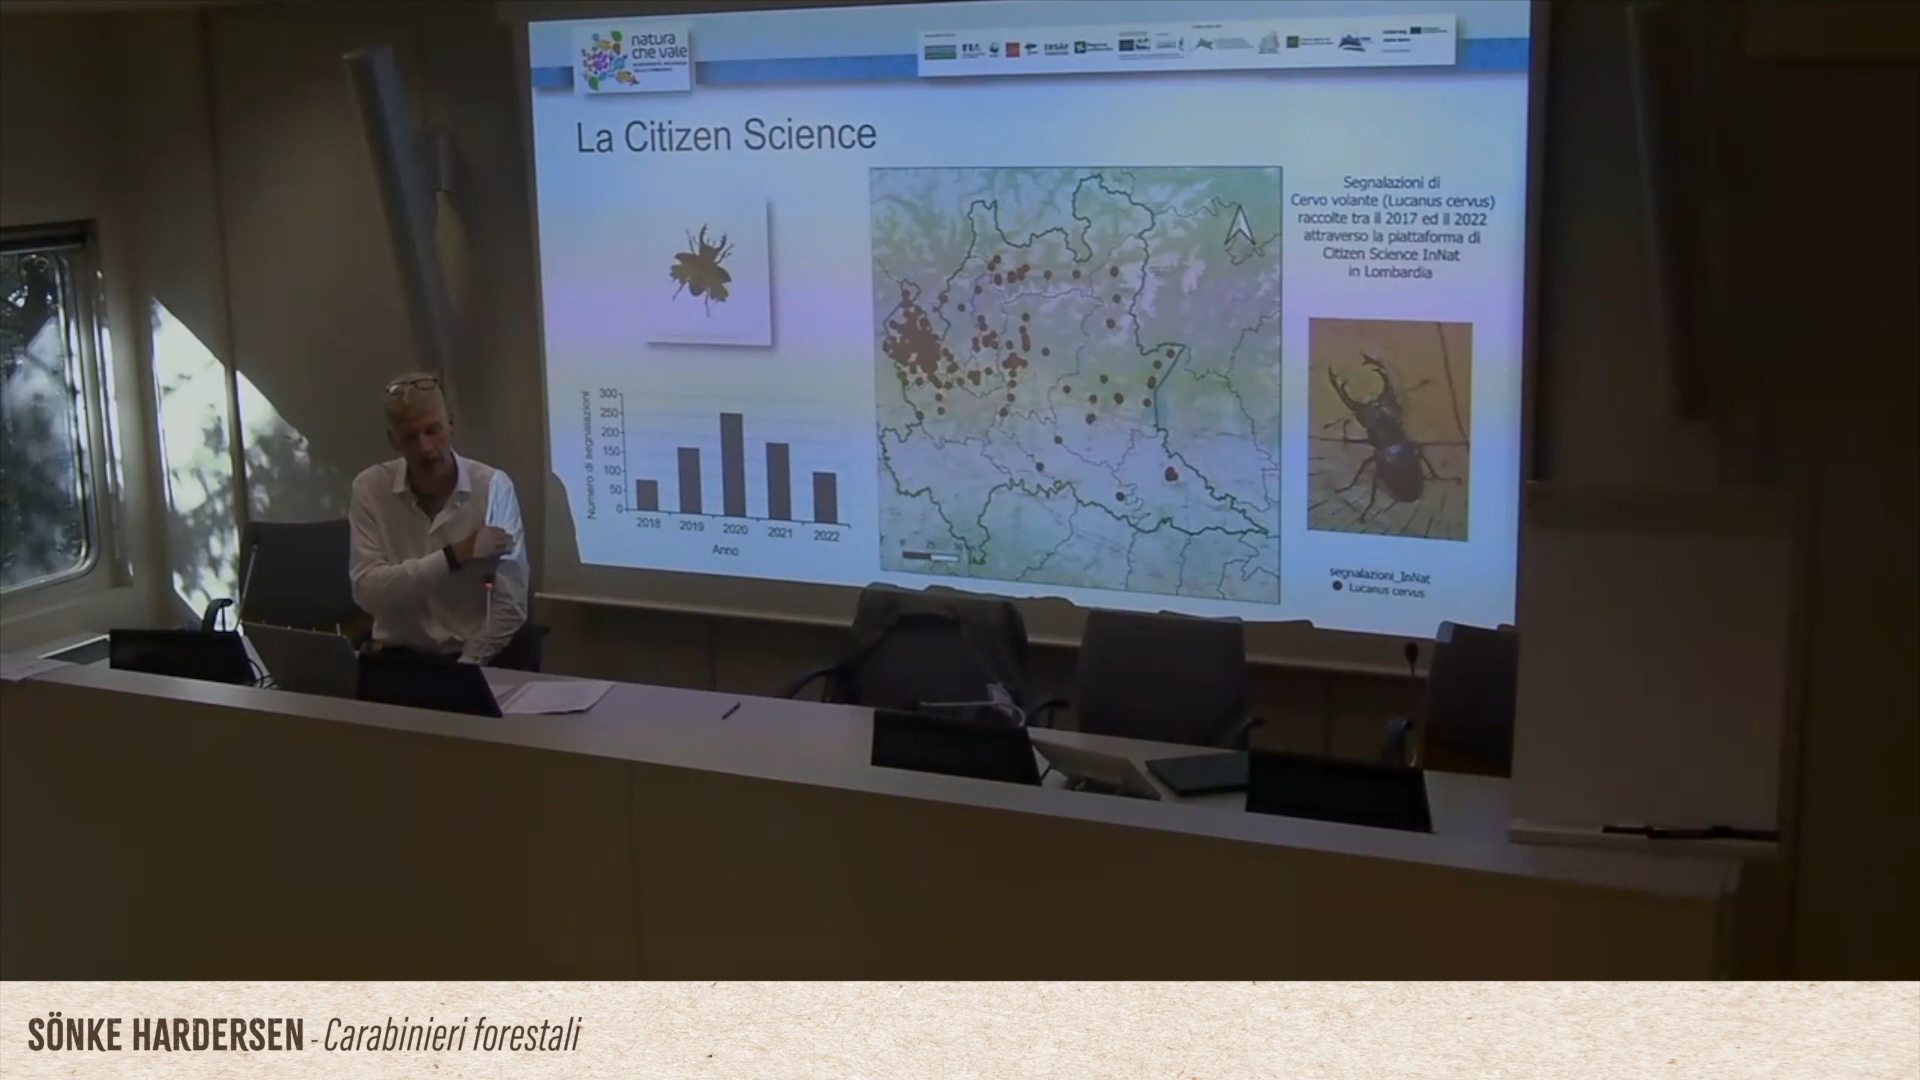 natura
che vale
La Citizen Science
Segnalazioni di
Cervo volante (Lucanus cervus)
raccolte tra il 2017 ed il 2022
attraverso la piattaforma di
Citizen Science InNat
in Lombardia
Numero di segnalazioni
300
250
200
150
100
50
0
2018 2019 2020 2021 2022
Anno
segnalazioni_InNat
Lucanus cervus
SÖNKE HARDERSEN - Carabinieri forestali